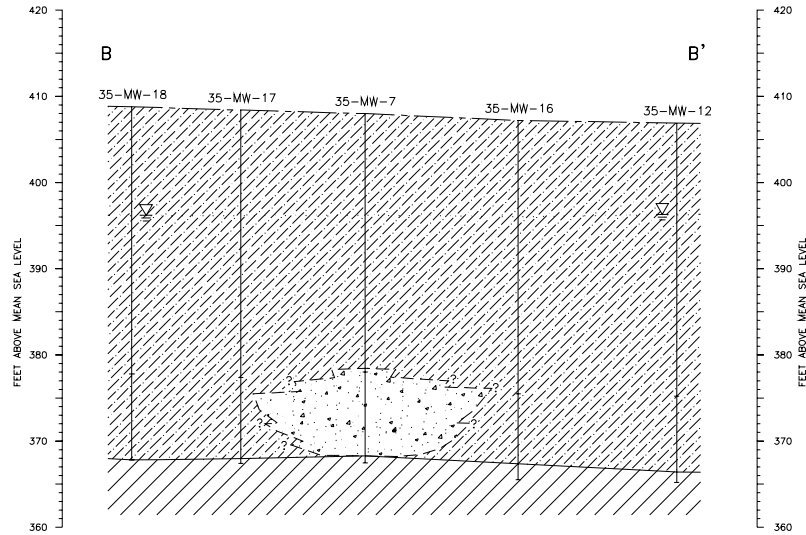 420
420
B
B'
410
410
35-MW-18
35-MW-17
35-MW-7
35-MW-16
35-MW-12
400
400
FEET ABOVE MEAN SEA LEVEL
FEET ABOVE MEAN SEA LEVEL
390
390
380
380
?
?
?
370
370
?
?
?
360
360